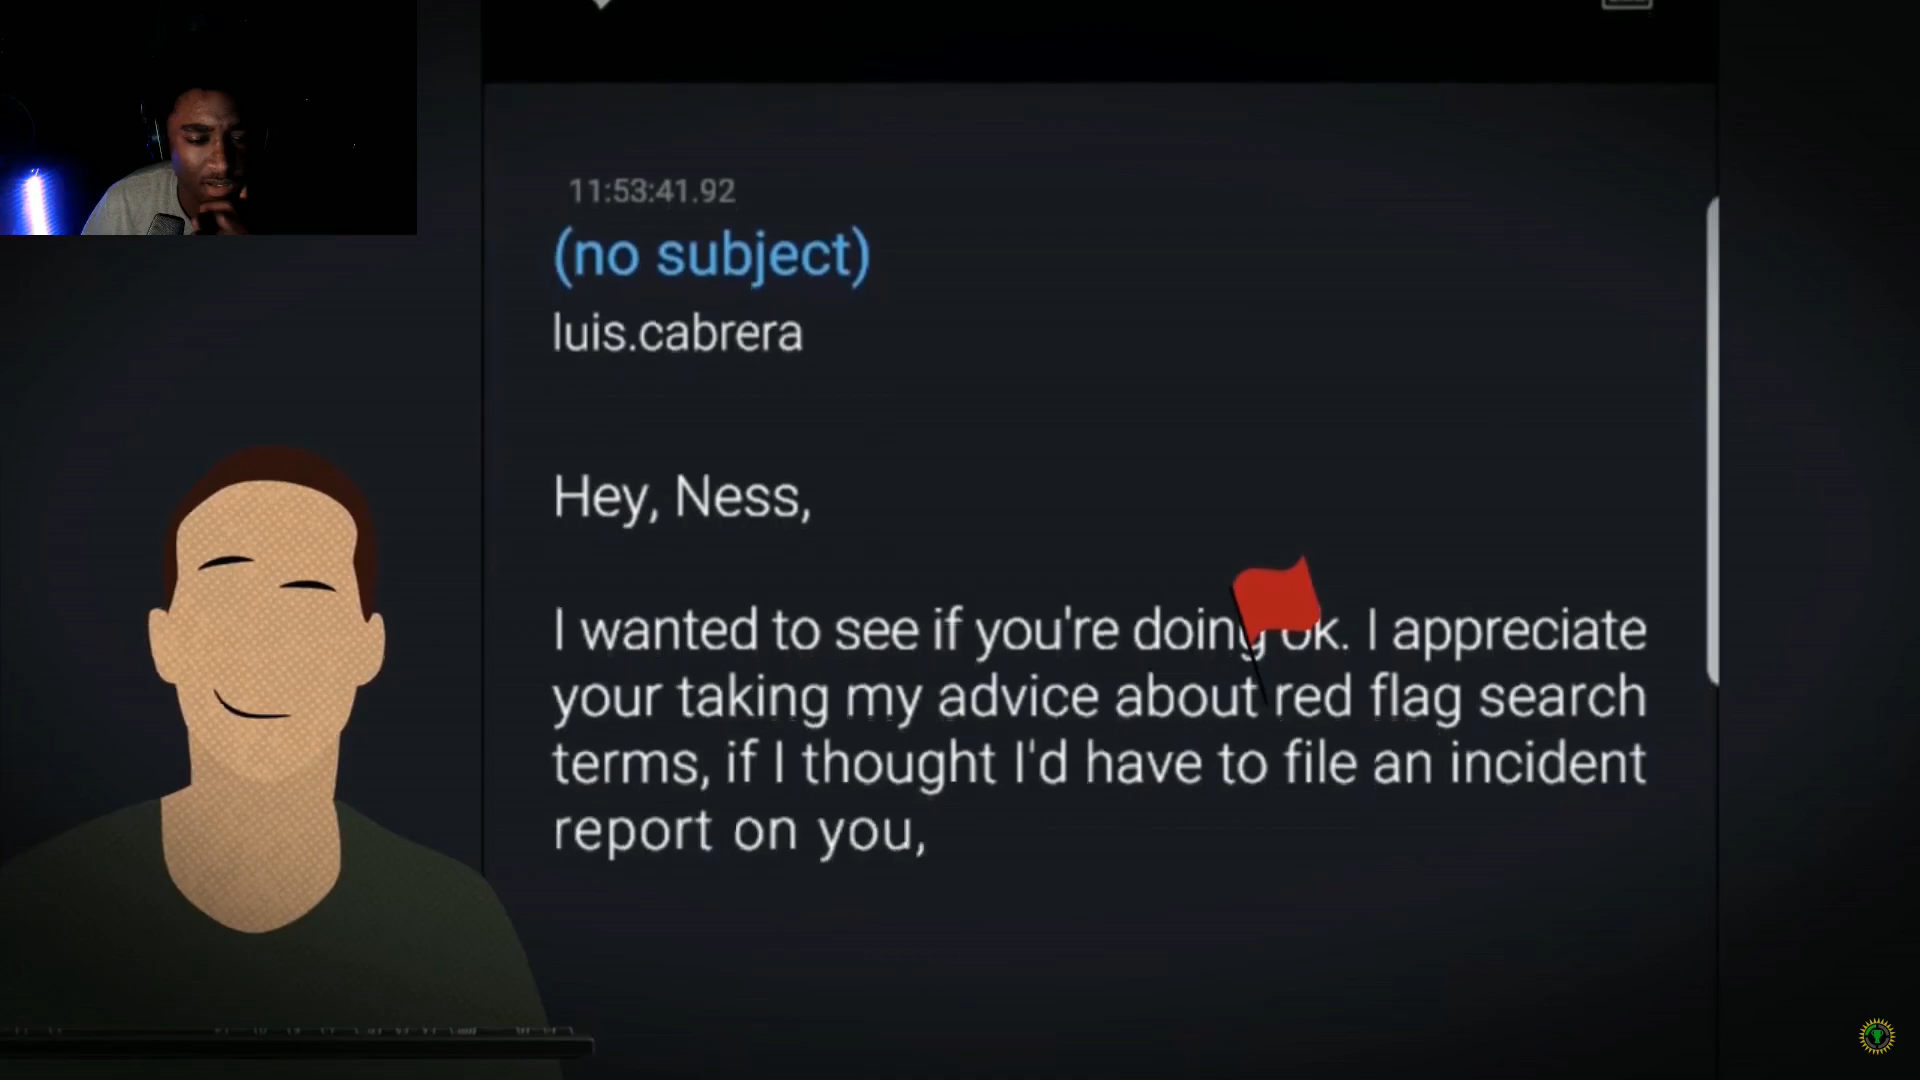 11:53:41.92
(no subject)
luis.cabrera
Hey, Ness,
I wanted to see if you're doing ok. I appreciate
your taking my advice about red flag search
terms, if I thought I'd have to file an incident
report on you,